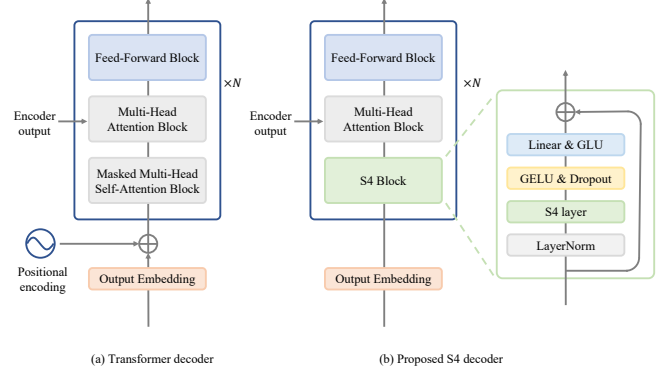 Feed-Forward Block
×N
Encoder
output
Multi-Head
Attention Block
Masked Multi-Head
Self-Attention Block
Positional
encoding
Output Embedding
(a) Transformer decoder
Feed-Forward Block
×N
Encoder
output
Multi-Head
Attention Block
S4 Block
Output Embedding
Linear & GLU
GELU & Dropout
S4 layer
LayerNorm
(b) Proposed S4 decoder